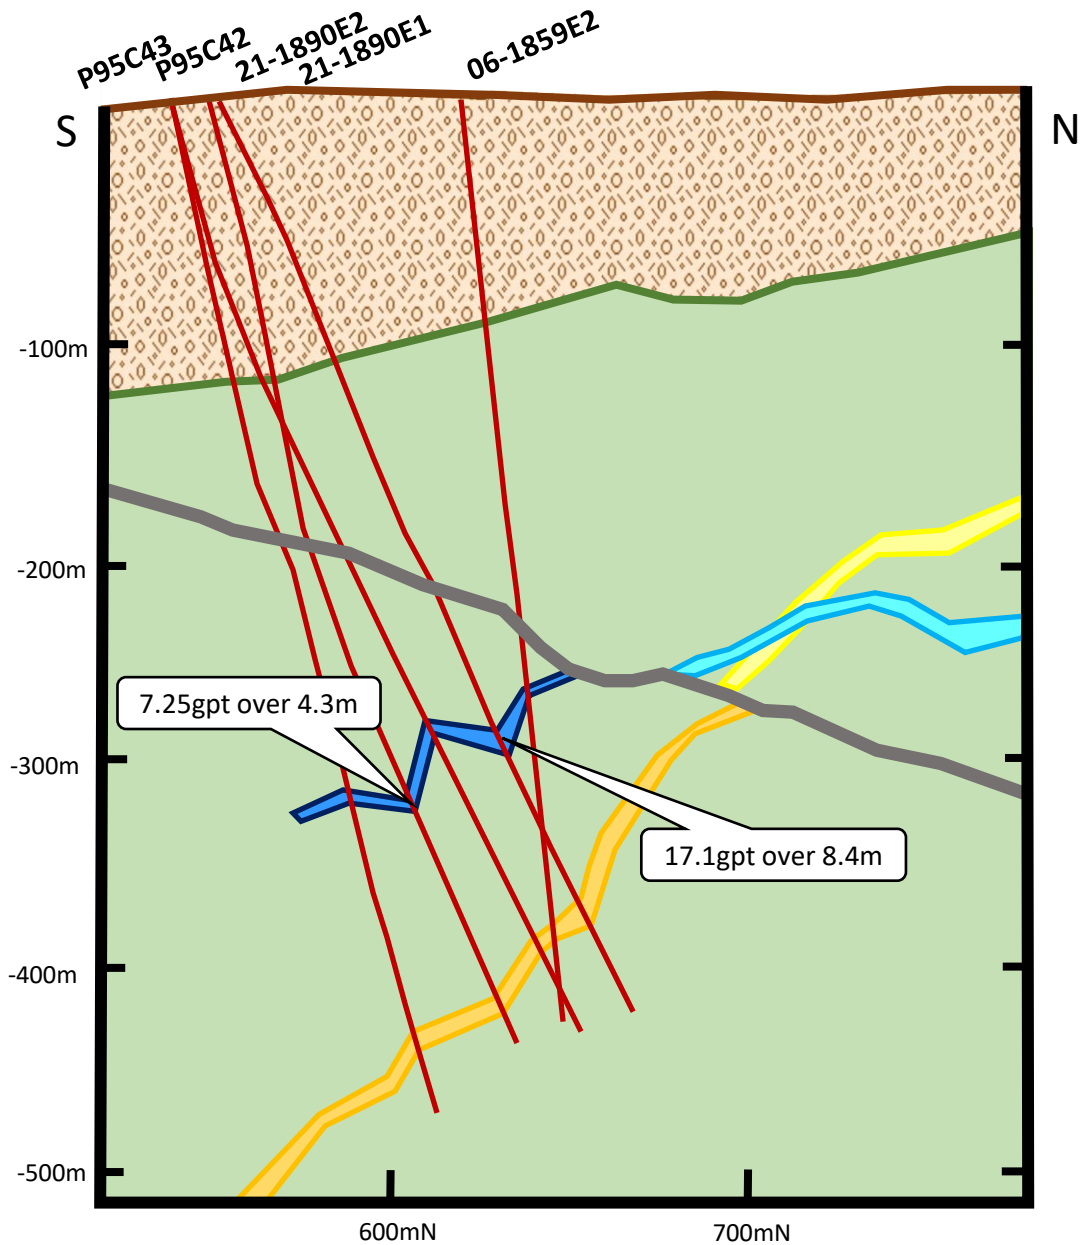 P95C43
P95C42
21-1890E2
21-1890E1
06-1859E2
S
N
-100m
-200m
7.25gpt over 4.3m
-300m
17.1gpt over 8.4m
-400m
-500m
600mN
700mN